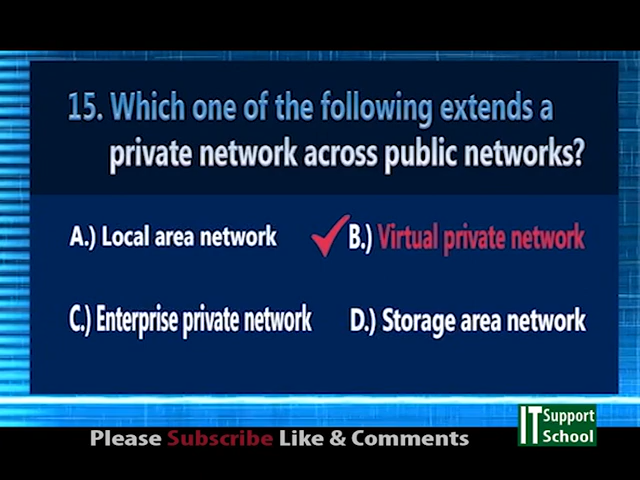 15. Which one of the following extends a
private network across public networks?
A.) Local area network
B.) Virtual private network
C.) Enterprise private network
D.) Storage area network
Please Subscribe Like & Comments
IT Support School